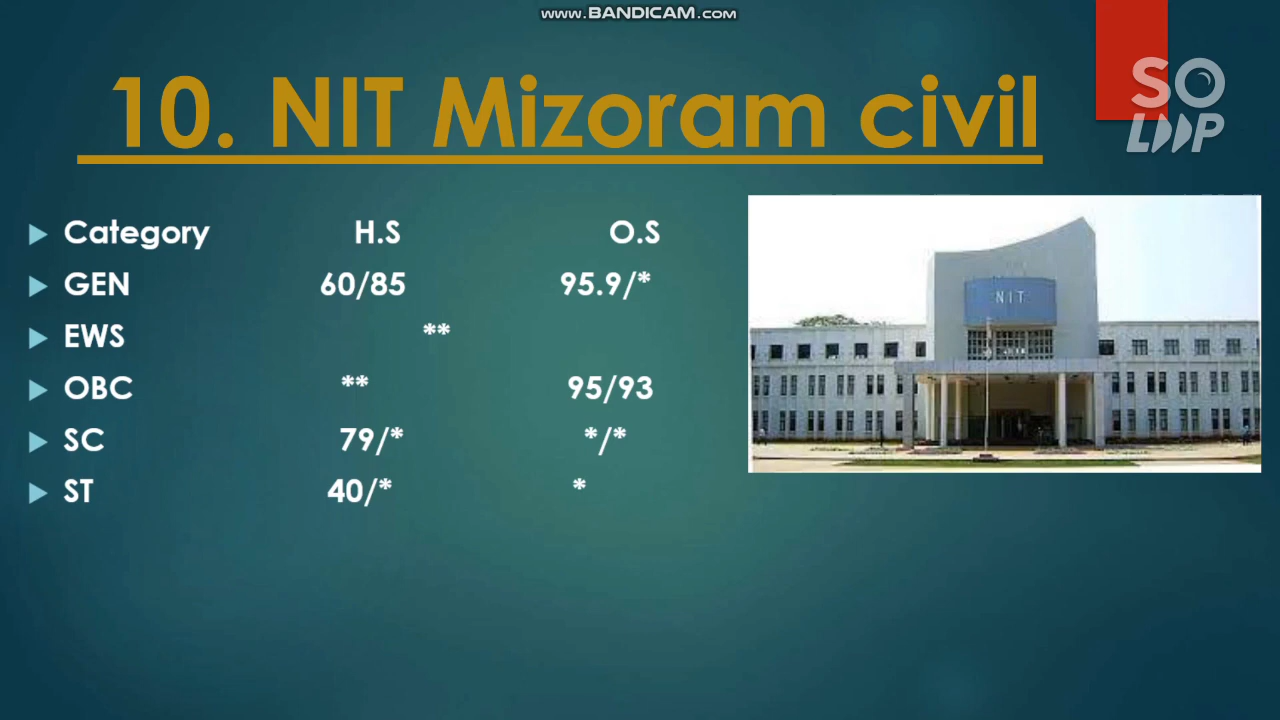 www.BANDICAM.com
10. NIT Mizoram civil
SO
LOOP
Category H.S O.S
GEN 60/85 95.9/*
EWS **
OBC ** 95/93
SC 79/* */*
ST 40/* *
NIT